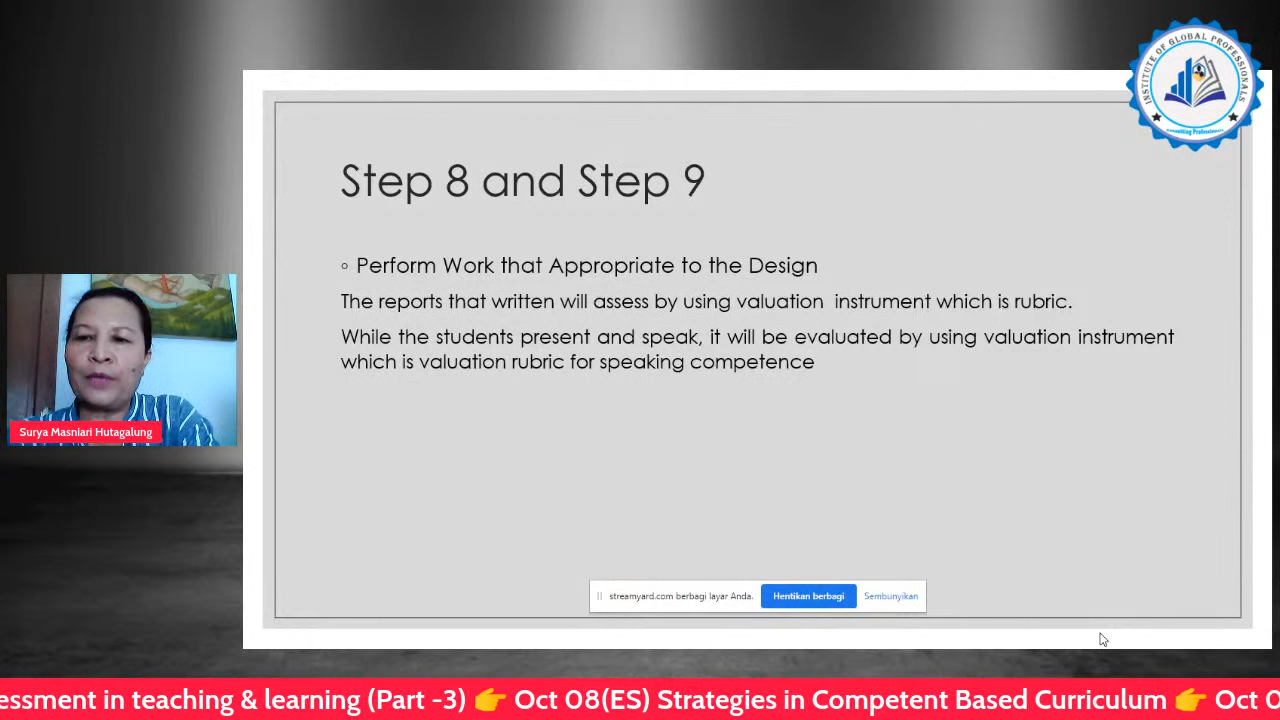 INSTITUTE OF GLOBAL PROFESSIONALS
Step 8 and Step 9
Perform Work that Appropriate to the Design
The reports that written will assess by using valuation instrument which is rubric.
While the students present and speak, it will be evaluated by using valuation instrument
which is valuation rubric for speaking competence
Surya Masniari Hutagalung
streamyard.com berbagi layar Anda.
Hentikan berbagi
Sembunyikan
essment in teaching & learning (Part -3) 👉 Oct 08(ES) Strategies in Competent Based Curriculum 👉 Oct 0